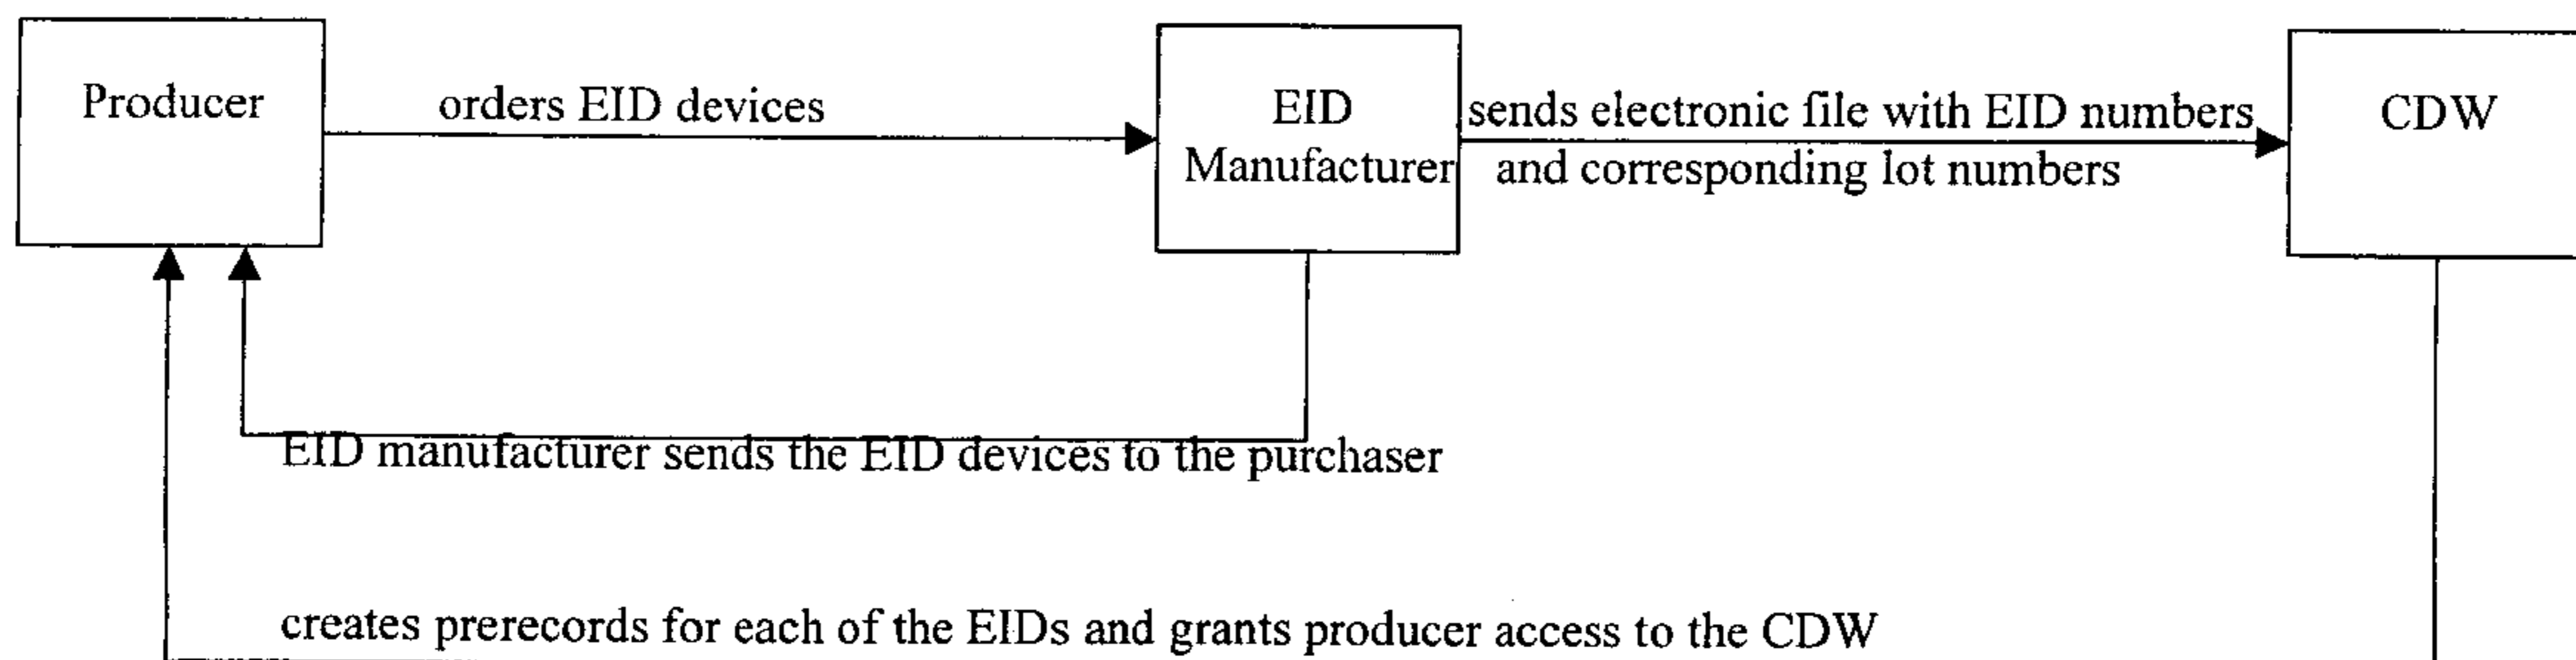 Producer
orders EID devices
EID
Manufacturer
sends electronic file with EID numbers
and corresponding lot numbers
CDW
EID manufacturer sends the EID devices to the purchaser
creates prerecords for each of the EIDs and grants producer access to the CDW